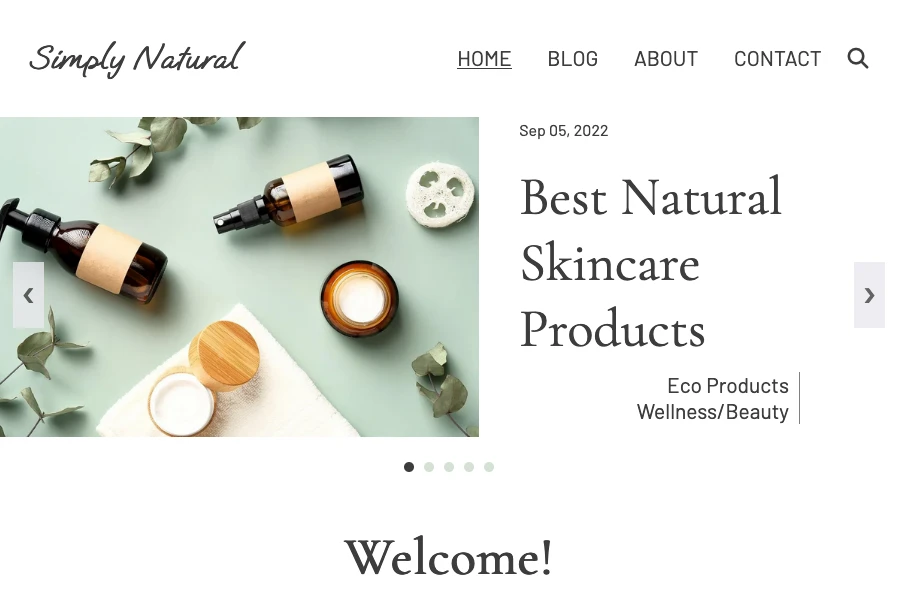 Simply Natural
HOME BLOG ABOUT CONTACT
Sep 05, 2022
Best Natural
Skincare
Products
Eco Products
Wellness/Beauty
Welcome!